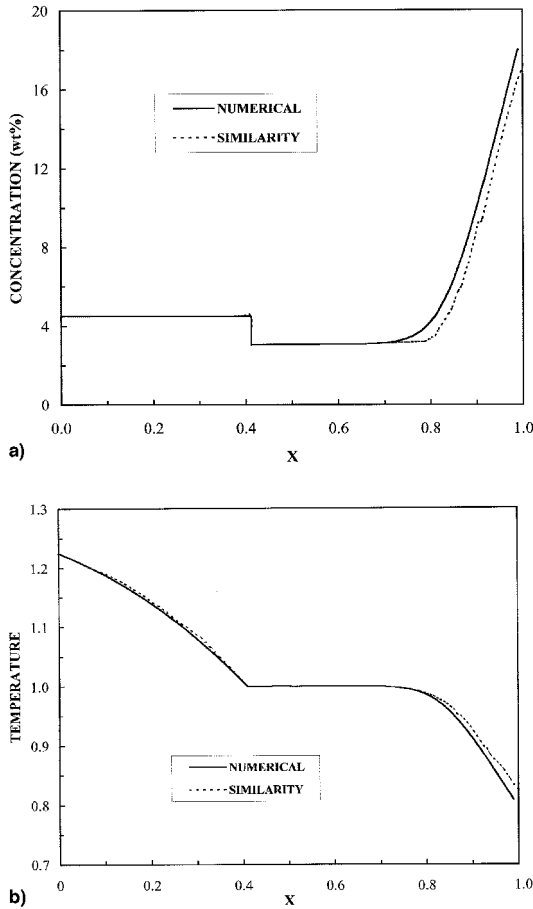 20
16
12
8
4
0
CONCENTRATION (wt%)
NUMERICAL
SIMILARITY
0.0 0.2 0.4 0.6 0.8 1.0
X
a)
1.3
1.2
1.1
1.0
0.9
0.8
0.7
TEMPERATURE
NUMERICAL
SIMILARITY
0 0.2 0.4 0.6 0.8 1.0
X
b)